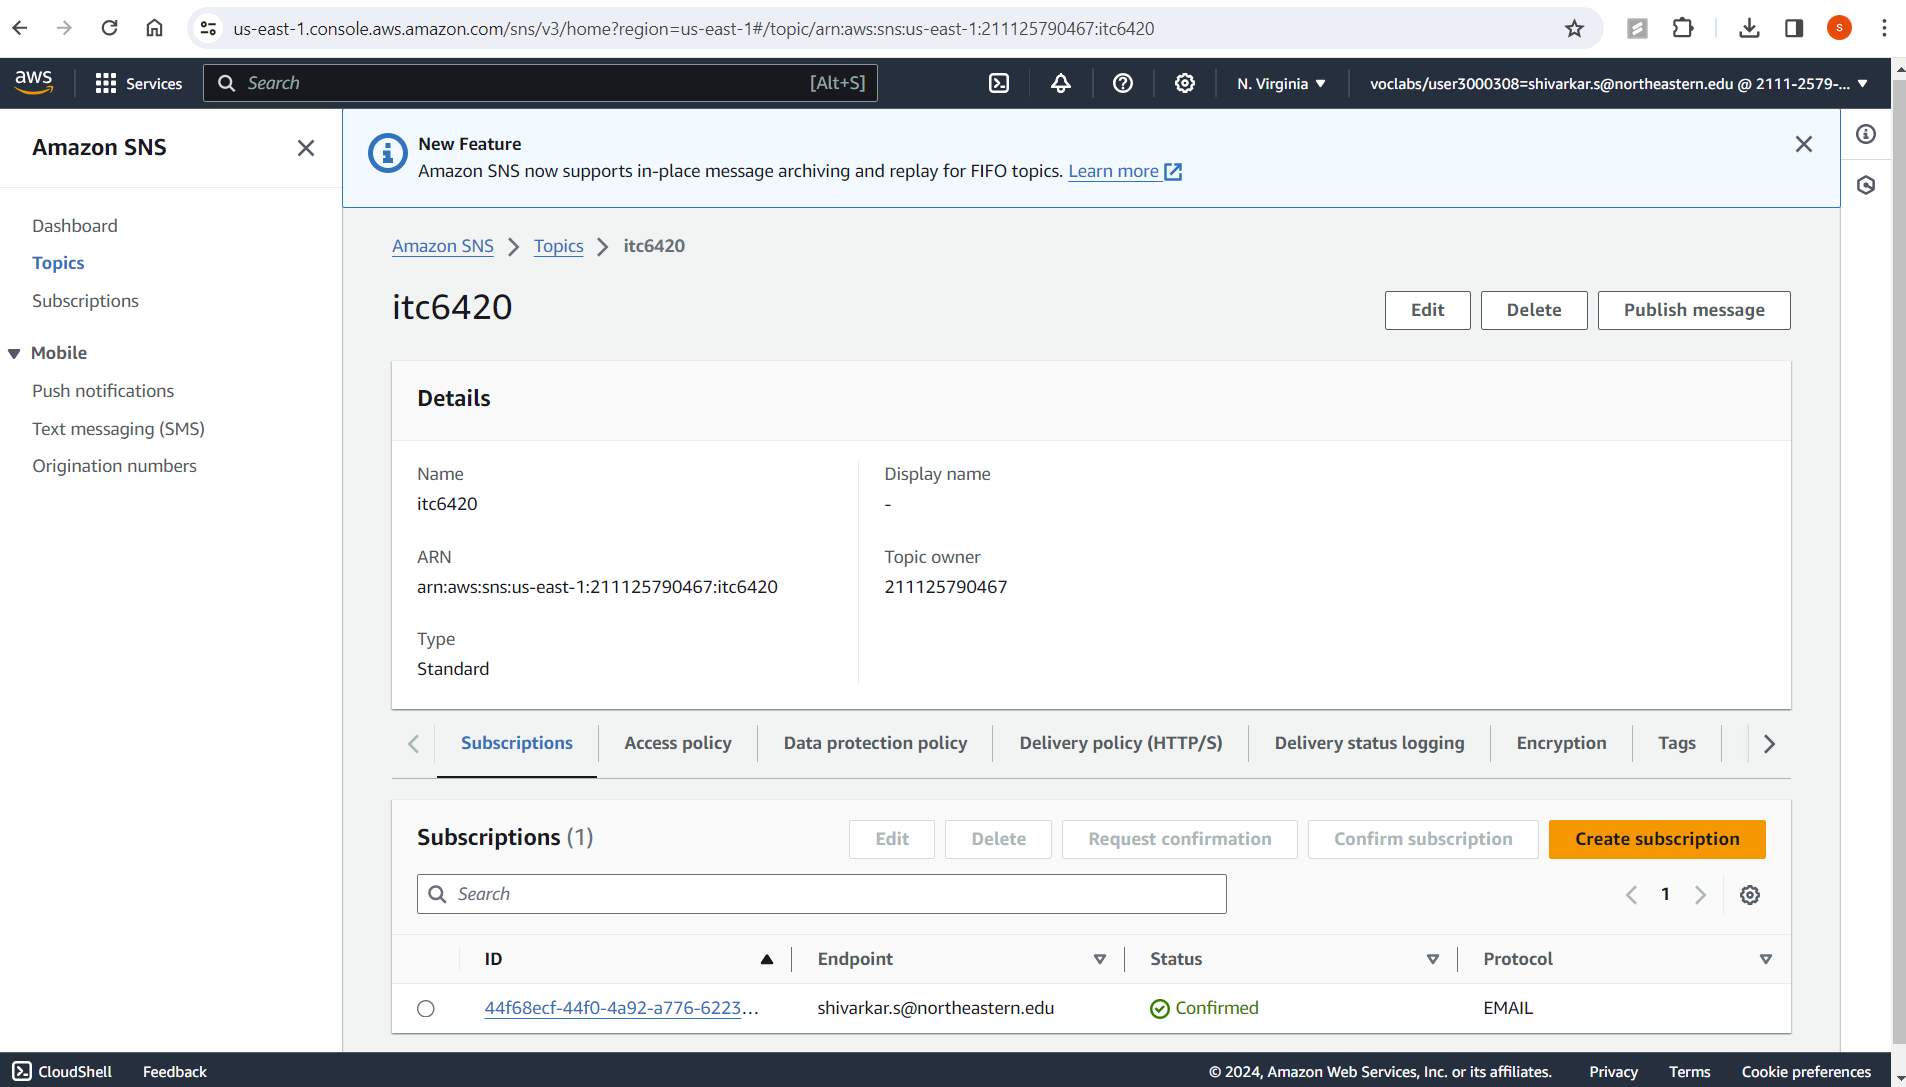 us-east-1.console.aws.amazon.com/sns/v3/home?region=us-east-1#/topic/arn:aws:sns:us-east-1:211125790467:itc6420
S
aws Services Search [Alt+S] N. Virginia voclabs/user3000308=shivarkar.s@northeastern.edu @ 2111-2579-...
Amazon SNS
Dashboard
Topics
Subscriptions
Mobile
Push notifications
Text messaging (SMS)
Origination numbers
New Feature
Amazon SNS now supports in-place message archiving and replay for FIFO topics. Learn more
Amazon SNS Topics itc6420
itc6420
Edit Delete Publish message
Details
Name
itc6420
ARN
arn:aws:sns:us-east-1:211125790467:itc6420
Type
Standard
Display name
-
Topic owner
211125790467
Subscriptions Access policy Data protection policy Delivery policy (HTTP/S) Delivery status logging Encryption Tags
Subscriptions (1) Edit Delete Request confirmation Confirm subscription Create subscription
Search 1
ID Endpoint Status Protocol
44f68ecf-44f0-4a92-a776-6223... shivarkar.s@northeastern.edu Confirmed EMAIL
CloudShell Feedback © 2024, Amazon Web Services, Inc. or its affiliates. Privacy Terms Cookie preferences